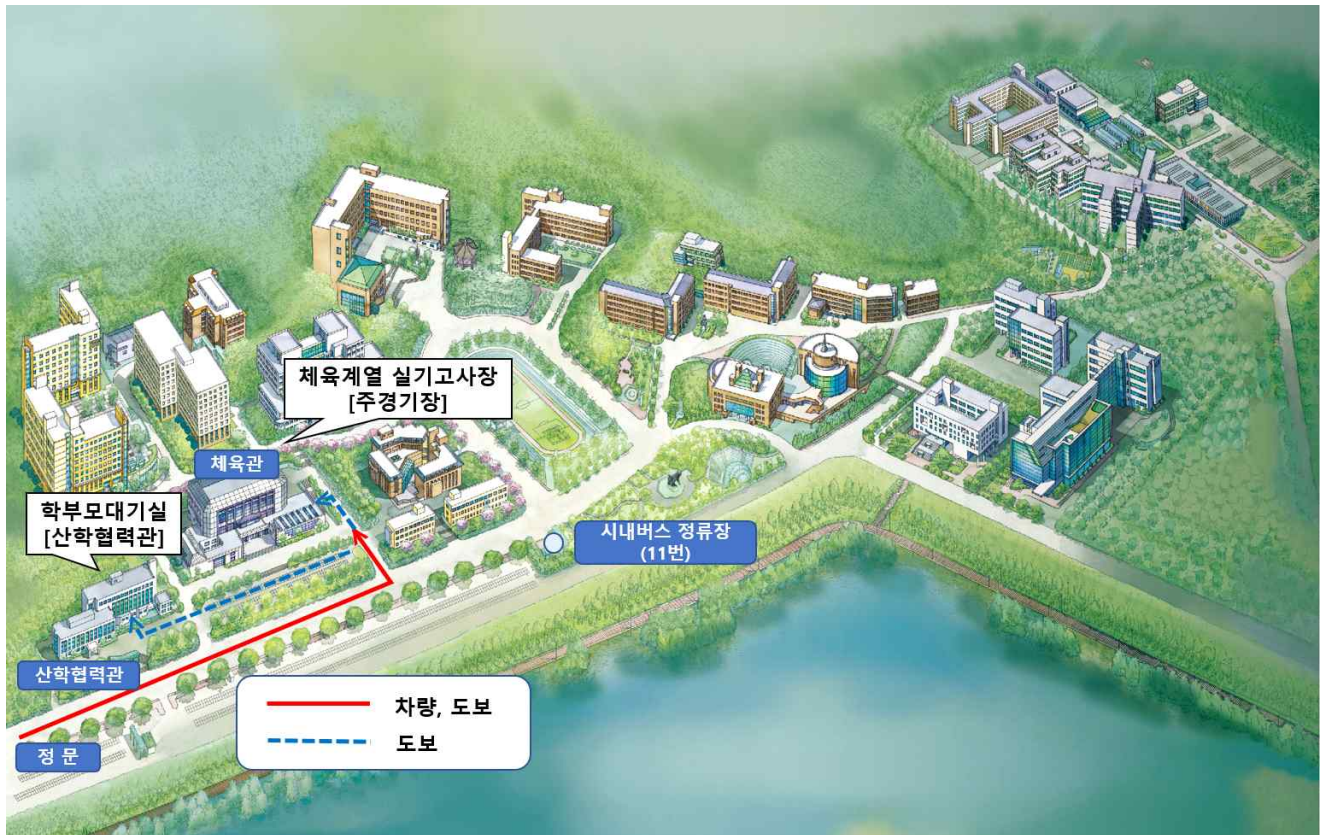 체육계열 실기고사장
[주경기장]
체육관
학부모대기실
[산학협력관]
시내버스 정류장
(11번)
산학협력관
차량, 도보
도보
정 문